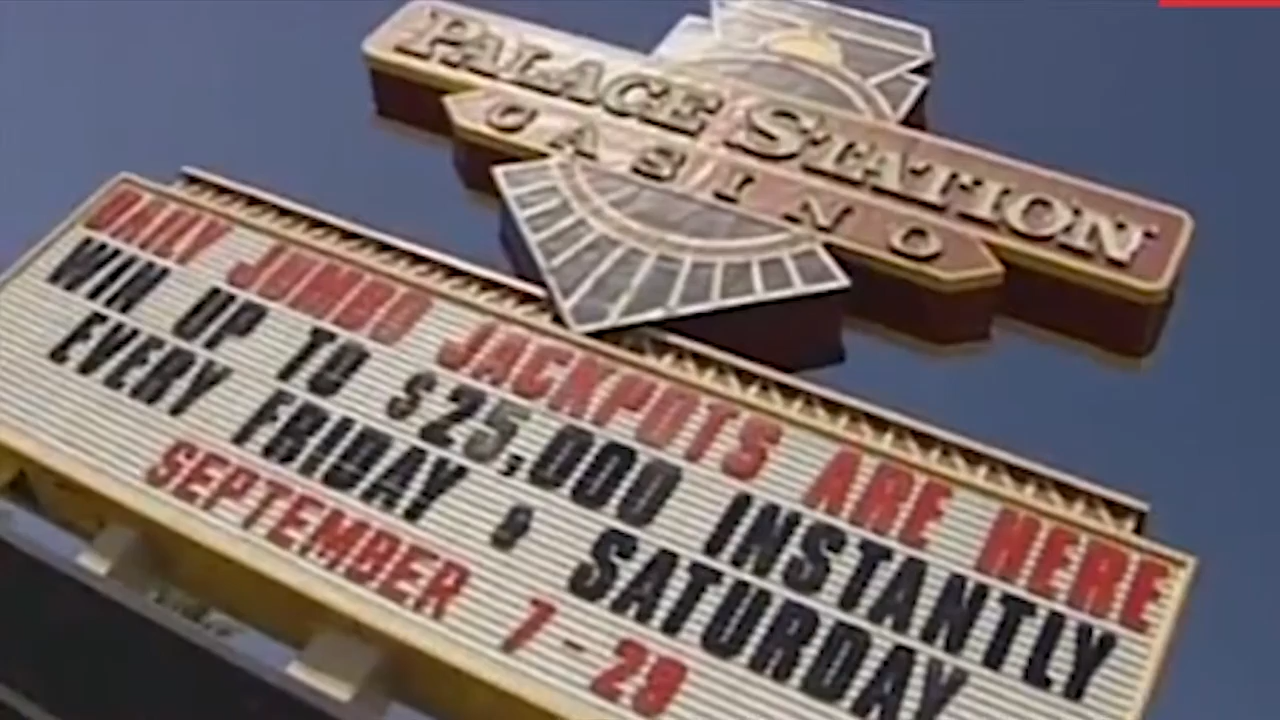 PALACE STATION
CASINO
DAILY JUMBO JACKPOTS ARE HERE
WIN UP TO $25,000 INSTANTLY
EVERY FRIDAY & SATURDAY
SEPTEMBER 7-29